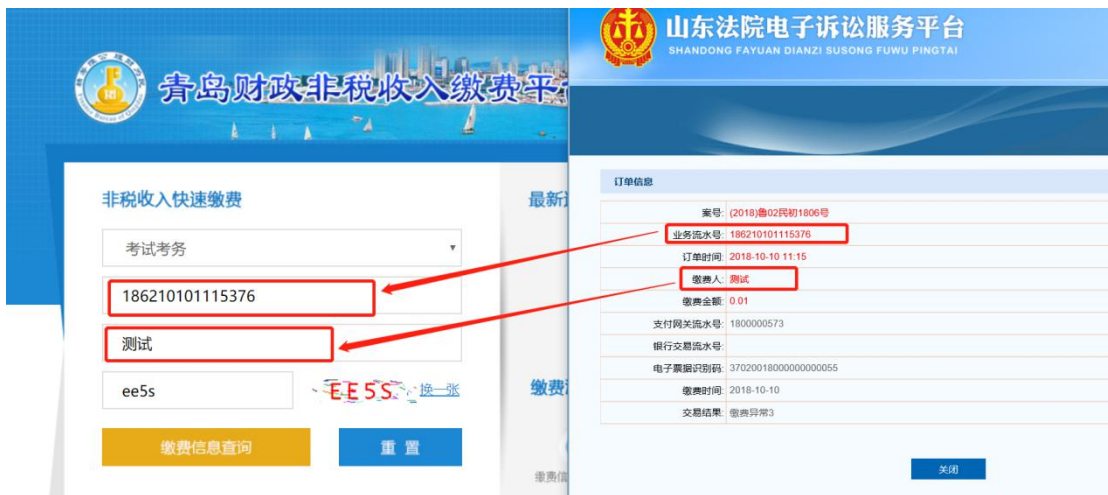 青岛财政非税收入缴费平
非税收入快速缴费
考试考务
186210101115376
测试
ee5s
EE5S
换一张
缴费信息查询
重 置
最新
缴费
缴费信
山东法院电子诉讼服务平台
SHANDONG FAYUAN DIANZI SUSONG FUWU PINGTAI
订单信息
案号: (2018)鲁02民初1806号
业务流水号: 186210101115376
订单时间: 2018-10-10 11:15
缴费人: 测试
缴费金额: 0.01
支付网关流水号: 1800000573
银行交易流水号:
电子票据识别码: 37020018000000000055
缴费时间: 2018-10-10
交易结果: 缴费异常3
关闭